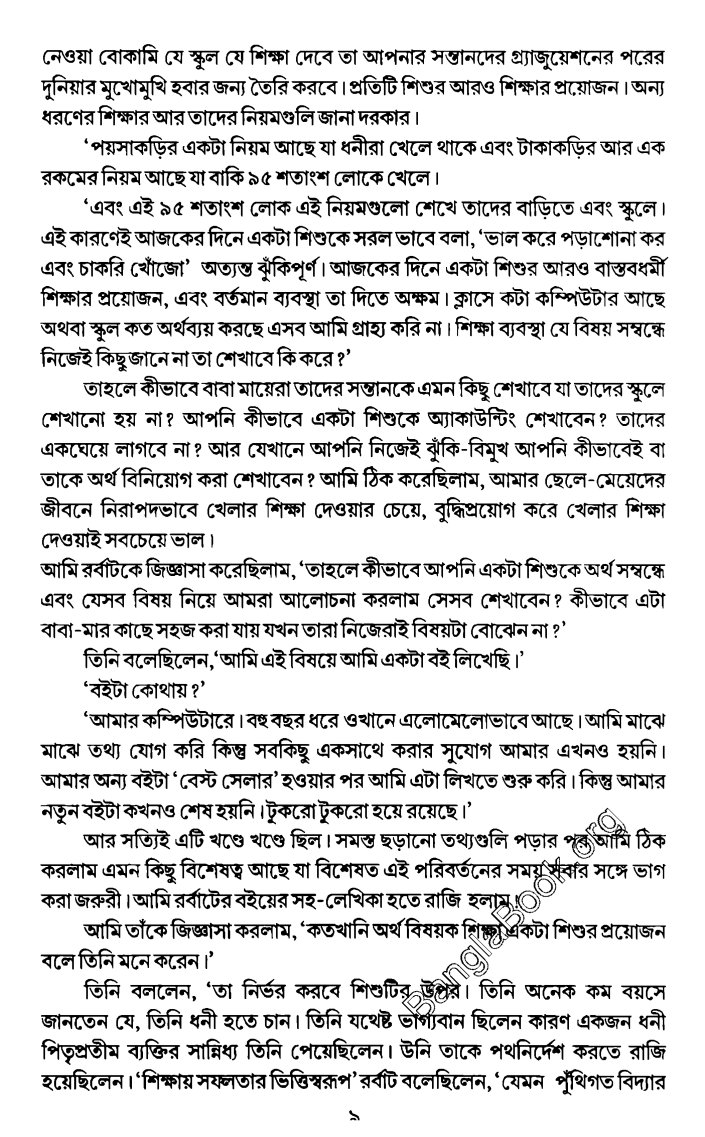 নেওয়া বোকামি যে স্কুল যে শিক্ষা দেবে তা আপনার সন্তানদের গ্র্যাজুয়েশনের পরের
দুনিয়ার মুখোমুখি হবার জন্য তৈরি করবে। প্রতিটি শিশুর আরও শিক্ষার প্রয়োজন। অন্য
ধরণের শিক্ষার আর তাদের নিয়মগুলি জানা দরকার।
‘পয়সাকড়ির একটা নিয়ম আছে যা ধনীরা খেলে থাকে এবং টাকাকড়ির আর এক
রকমের নিয়ম আছে যা বাকি ৯৫ শতাংশ লোকে খেলে।
‘এবং এই ৯৫ শতাংশ লোক এই নিয়মগুলো শেখে তাদের বাড়িতে এবং স্কুলে।
এই কারণেই আজকের দিনে একটা শিশুকে সরল ভাবে বলা, ‘ভাল করে পড়াশোনা কর
এবং চাকরি খোঁজো’ অত্যন্ত ঝুঁকিপূর্ণ। আজকের দিনে একটা শিশুর আরও বাস্তবধর্মী
শিক্ষার প্রয়োজন, এবং বর্তমান ব্যবস্থা তা দিতে অক্ষম। ক্লাসে কটা কম্পিউটার আছে
অথবা স্কুল কত অর্থব্যয় করছে এসব আমি গ্রাহ্য করি না। শিক্ষা ব্যবস্থা যে বিষয় সম্বন্ধে
নিজেই কিছু জানে না তা শেখাবে কি করে?’
তাহলে কীভাবে বাবা মায়েরা তাদের সন্তানকে এমন কিছু শেখাবে যা তাদের স্কুলে
শেখানো হয় না? আপনি কীভাবে একটা শিশুকে অ্যাকাউন্টিং শেখাবেন? তাদের
একঘেয়ে লাগবে না? আর যেখানে আপনি নিজেই ঝুঁকি-বিমুখ আপনি কীভাবেই বা
তাকে অর্থ বিনিয়োগ করা শেখাবেন? আমি ঠিক করেছিলাম, আমার ছেলে-মেয়েদের
জীবনে নিরাপদভাবে খেলার শিক্ষা দেওয়ার চেয়ে, বুদ্ধিপ্রয়োগ করে খেলার শিক্ষা
দেওয়াই সবচেয়ে ভাল।
আমি রর্বাটকে জিজ্ঞাসা করেছিলাম, ‘তাহলে কীভাবে আপনি একটা শিশুকে অর্থ সম্বন্ধে
এবং যেসব বিষয় নিয়ে আমরা আলোচনা করলাম সেসব শেখাবেন? কীভাবে এটা
বাবা-মার কাছে সহজ করা যায় যখন তারা নিজেরাই বিষয়টা বোঝেন না?’
তিনি বলেছিলেন,‘আমি এই বিষয়ে আমি একটা বই লিখেছি।’
‘বইটা কোথায়?’
‘আমার কম্পিউটারে। বহু বছর ধরে ওখানে এলোমেলোভাবে আছে। আমি মাঝে
মাঝে তথ্য যোগ করি কিন্তু সবকিছু একসাথে করার সুযোগ আমার এখনও হয়নি।
আমার অন্য বইটা ‘বেস্ট সেলার’ হওয়ার পর আমি এটা লিখতে শুরু করি। কিন্তু আমার
নতুন বইটা কখনও শেষ হয়নি। টুকরো টুকরো হয়ে রয়েছে।’
আর সত্যিই এটি খণ্ডে খণ্ডে ছিল। সমস্ত ছড়ানো তথ্যগুলি পড়ার পর আমি ঠিক
করলাম এমন কিছু বিশেষত্ব আছে যা বিশেষত এই পরিবর্তনের সময় সবার সঙ্গে ভাগ
করা জরুরী। আমি রর্বাটের বইয়ের সহ-লেখিকা হতে রাজি হলাম।
আমি তাঁকে জিজ্ঞাসা করলাম, ‘কতখানি অর্থ বিষয়ক শিক্ষা একটা শিশুর প্রয়োজন
বলে তিনি মনে করেন।’
তিনি বললেন, ‘তা নির্ভর করবে শিশুটির উপর। তিনি অনেক কম বয়সে
জানতেন যে, তিনি ধনী হতে চান। তিনি যথেষ্ট ভাগ্যবান ছিলেন কারণ একজন ধনী
পিতৃপ্রতীম ব্যক্তির সান্নিধ্য তিনি পেয়েছিলেন। উনি তাকে পথনির্দেশ করতে রাজি
হয়েছিলেন। ‘শিক্ষায় সফলতার ভিত্তিস্বরূপ’ রর্বাট বলেছিলেন, ‘যেমন পুঁথিগত বিদ্যার
৯
BanglaBook.org